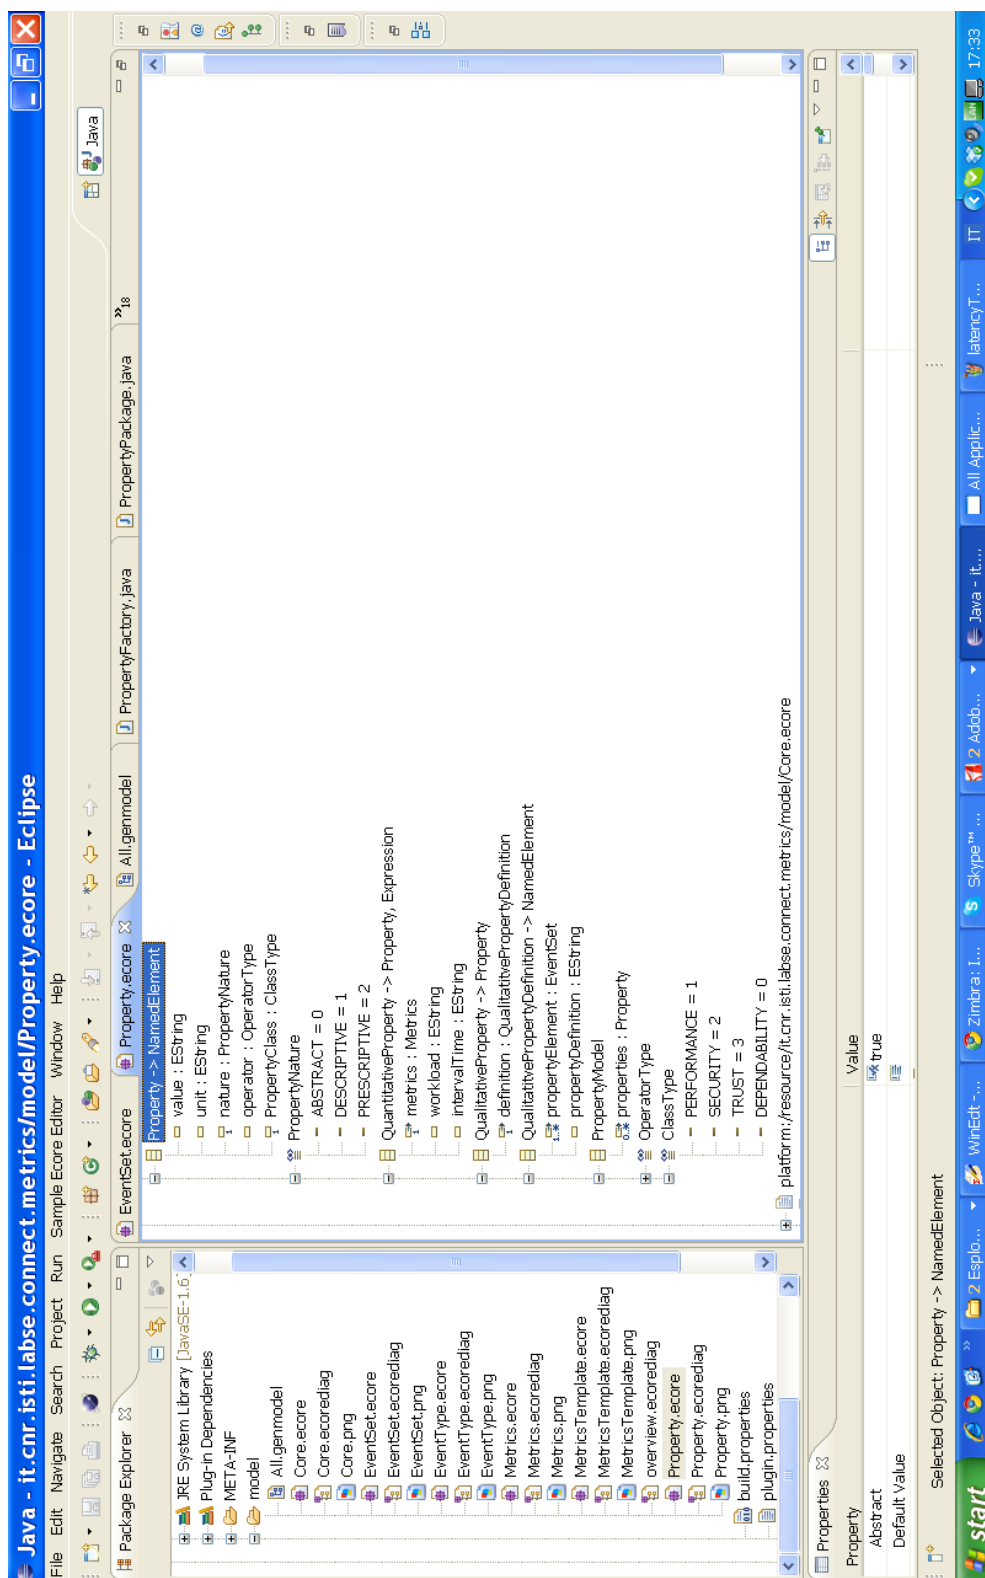 Java - it.cnr.isti.labse.connect.metrics/model/Property.ecore - Eclipse
File Edit Navigate Search Project Run Sample Ecore Editor Window Help
Java
Package Explorer
JRE System Library [JavaSE-1.6]
Plug-in Dependencies
META-INF
model
All.genmodel
Core.ecore
Core.ecorediag
Core.png
EventSet.ecore
EventSet.ecorediag
EventSet.png
EventType.ecore
EventType.ecorediag
EventType.png
Metrics.ecore
Metrics.ecorediag
Metrics.png
MetricsTemplate.ecore
MetricsTemplate.ecorediag
MetricsTemplate.png
overview.ecorediag
Property.ecore
Property.ecorediag
Property.png
build.properties
plugin.properties
EventSet.ecore Property.ecore All.genmodel PropertyFactory.java PropertyPackage.java »18
Property -> NamedElement
value : EString
unit : EString
nature : PropertyNature
operator : OperatorType
PropertyClass : ClassType
PropertyNature
ABSTRACT = 0
DESCRIPTIVE = 1
PRESCRIPTIVE = 2
QuantitativeProperty -> Property, Expression
metrics : Metrics
workload : EString
intervalTime : EString
QualitativeProperty -> Property
definition : QualitativePropertyDefinition
QualitativePropertyDefinition -> NamedElement
propertyElement : EventSet
propertyDefinition : EString
PropertyModel
properties : Property
OperatorType
ClassType
PERFORMANCE = 1
SECURITY = 2
TRUST = 3
DEPENDABILITY = 0
platform:/resource/it.cnr.isti.labse.connect.metrics/model/Core.ecore
Properties
Property Value
Abstract true
Default Value
Selected Object: Property -> NamedElement
start 2 Esplo... WinEdt -... Zimbra: I... Skype™ ... 2 Adob... Java - it.... All Applic... latencyT... IT 17:33